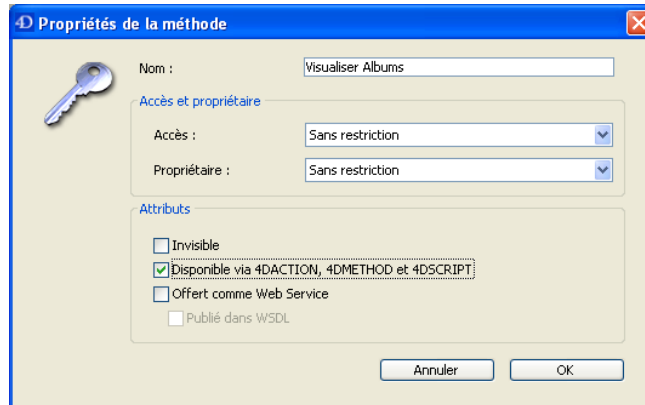 4D Propriétés de la méthode
Nom : Visualiser Albums
Accès et propriétaire
Accès : Sans restriction
Propriétaire : Sans restriction
Attributs
Invisible
Disponible via 4DACTION, 4DMETHOD et 4DSCRIPT
Offert comme Web Service
Publié dans WSDL
Annuler OK